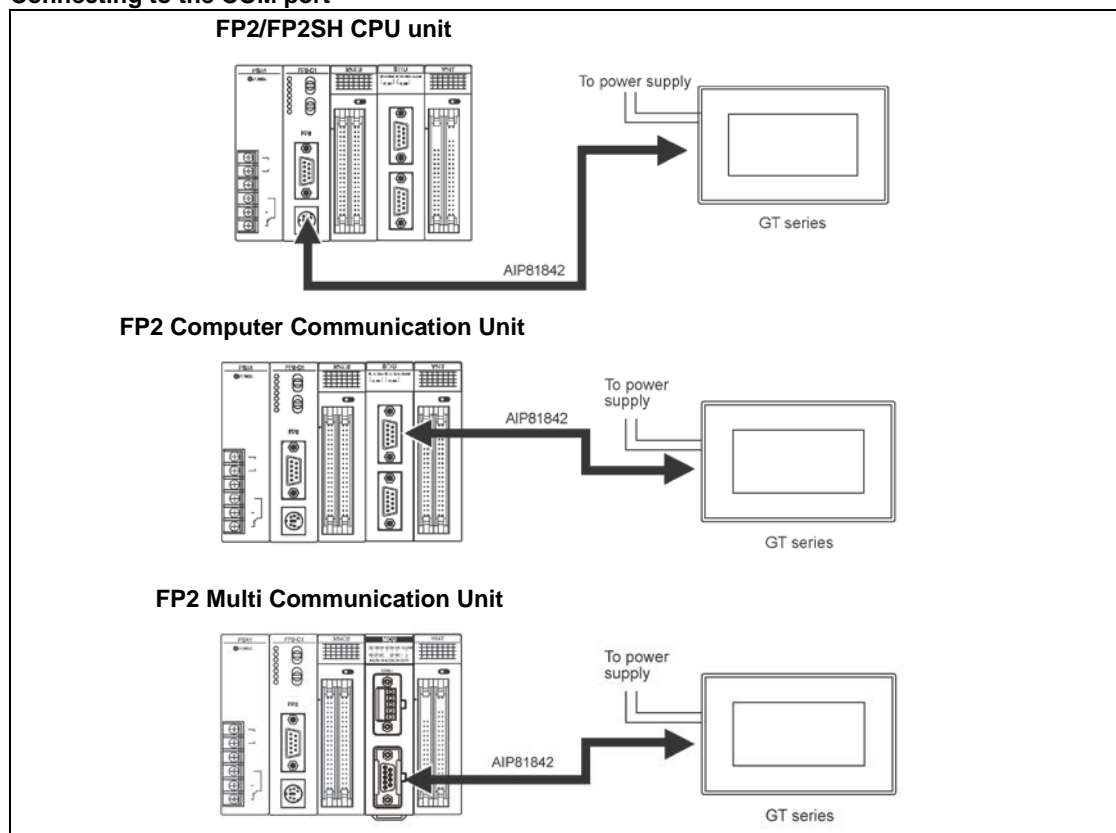 Connecting to the COM port
FP2/FP2SH CPU unit
To power supply
GT series
AIP81842
FP2 Computer Communication Unit
To power
supply
AIP81842
GT series
FP2 Multi Communication Unit
To power
supply
AIP81842
GT series